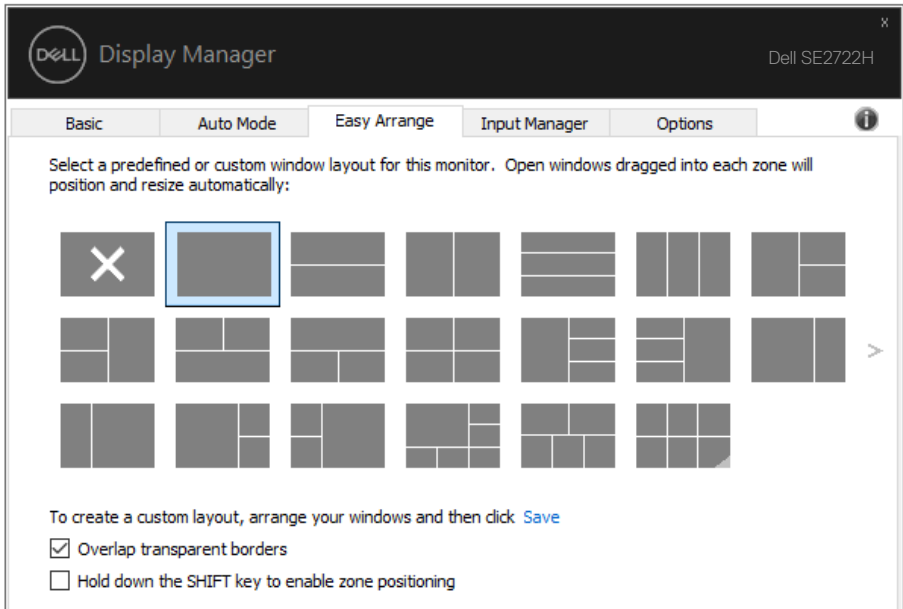 x
DELL Display Manager
Dell SE2722H
Basic Auto Mode Easy Arrange Input Manager Options
Select a predefined or custom window layout for this monitor. Open windows dragged into each zone will
position and resize automatically:
>
To create a custom layout, arrange your windows and then click Save
Overlap transparent borders
Hold down the SHIFT key to enable zone positioning